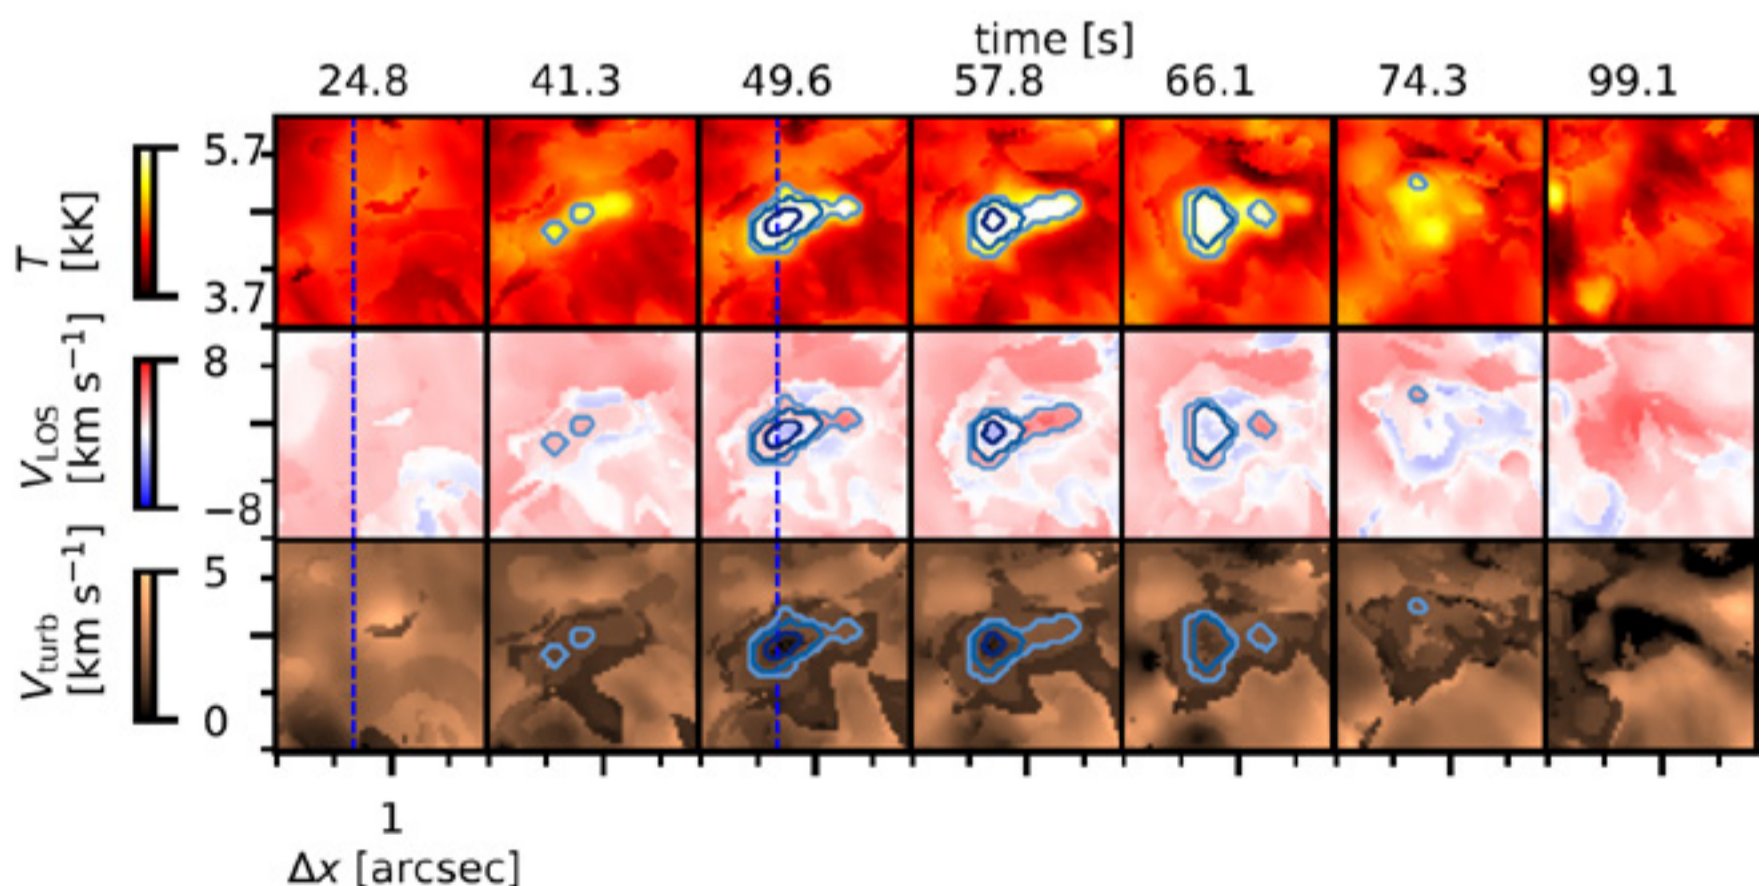 time [s]
24.8 41.3 49.6 57.8 66.1 74.3 99.1
T [kK]
5.7
3.7
V_LOS [km s⁻¹]
8
−8
V_turb [km s⁻¹]
5
0
1
Δx [arcsec]